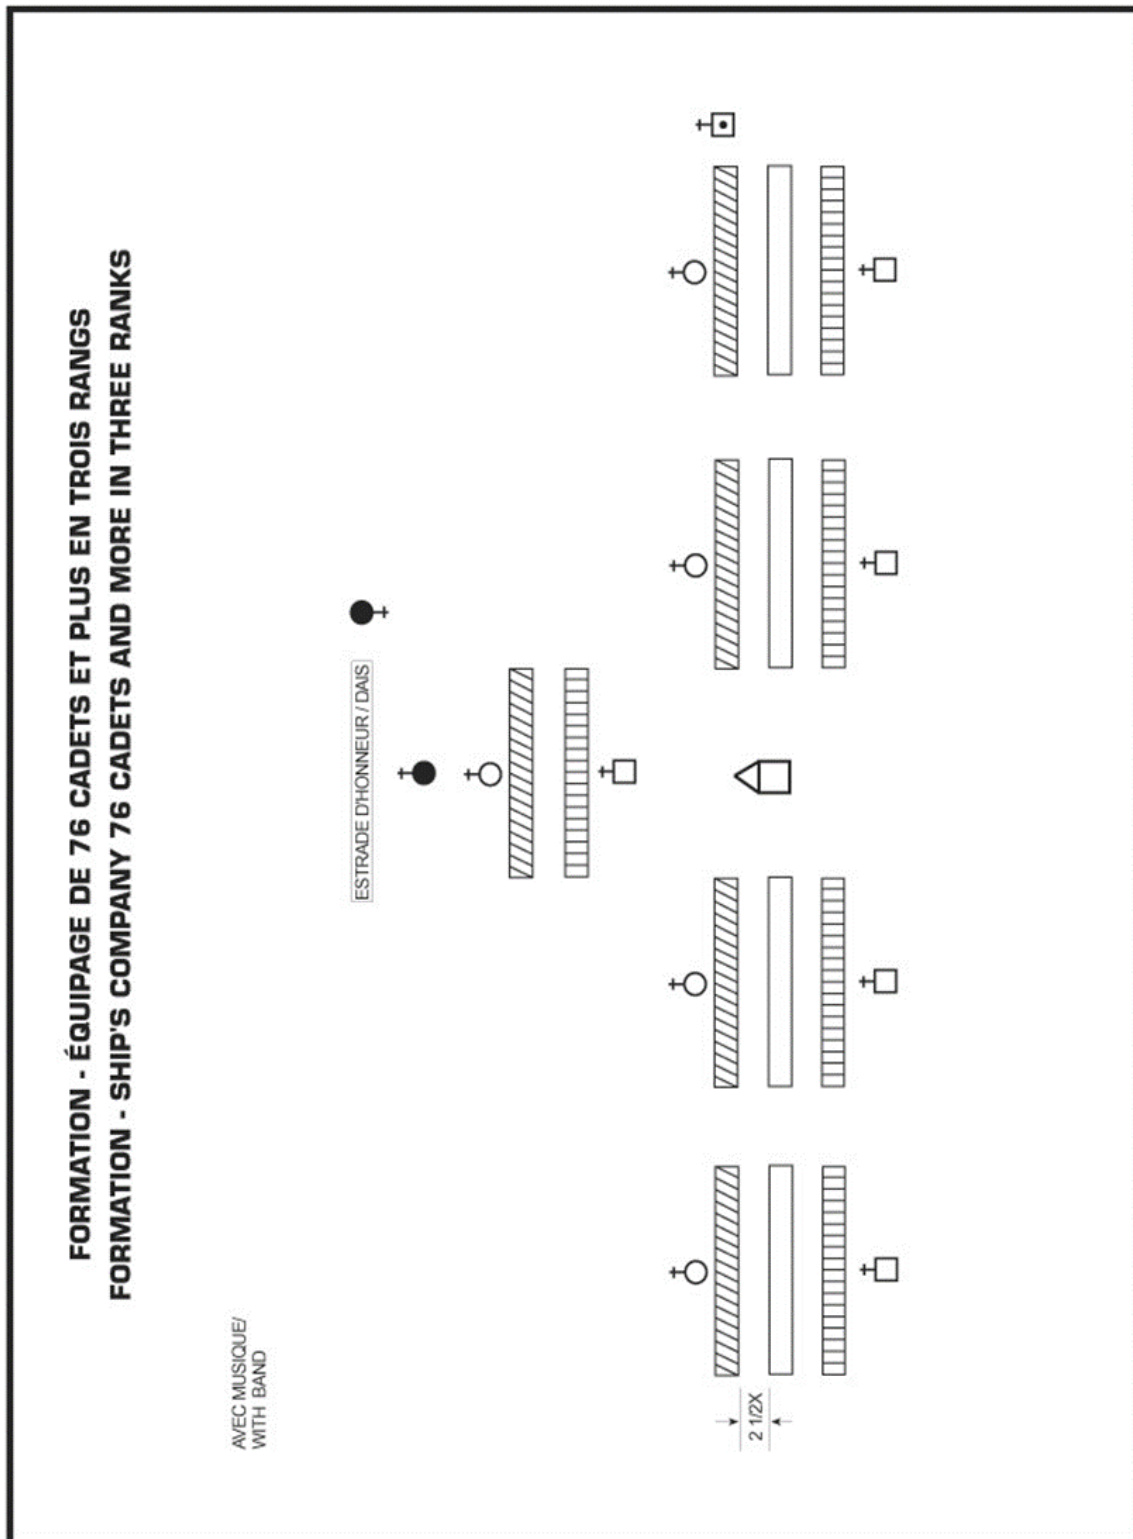 FORMATION - ÉQUIPAGE DE 76 CADETS ET PLUS EN TROIS RANGS
FORMATION - SHIP'S COMPANY 76 CADETS AND MORE IN THREE RANKS
AVEC MUSIQUE/
WITH BAND
ESTRADE D'HONNEUR / DAIS
2 1/2X